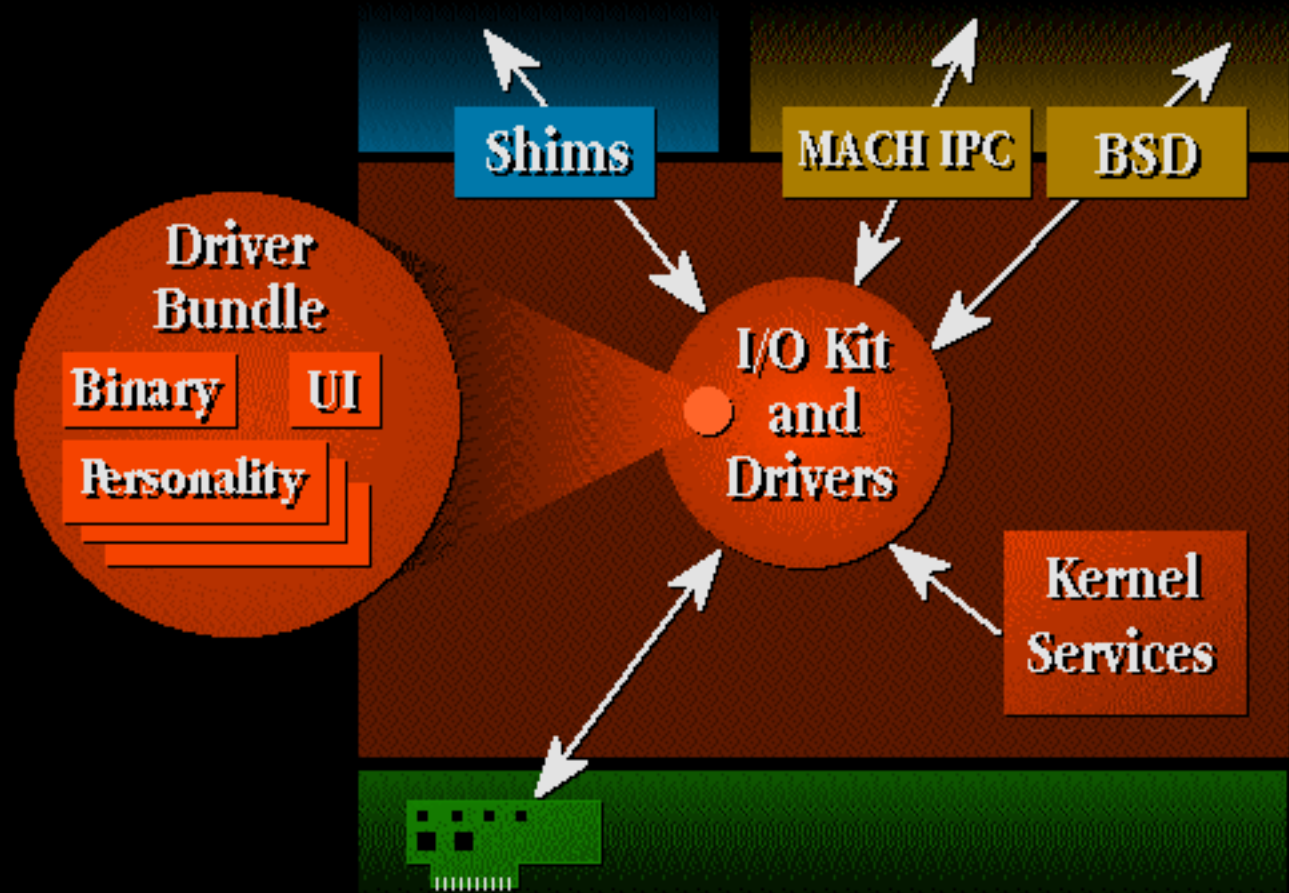 Shims
MACH IPC
BSD
Driver
Bundle
Binary
UI
Personality
I/O Kit
and
Drivers
Kernel
Services